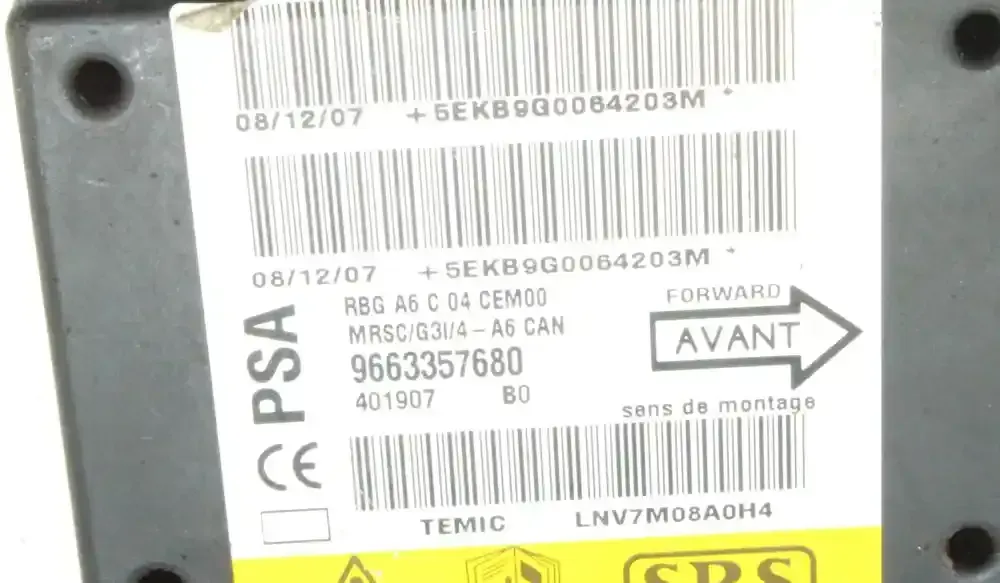 08/12/07 +5EKB9G0064203M *
08/12/07 +5EKB9G0064203M *
PSA
RBG A6 C 04 CEM00
MRSC/G3I/4-A6 CAN
9663357680
401907 B0
FORWARD
AVANT
sens de montage
CE
TEMIC LNV7M08A0H4
SRS